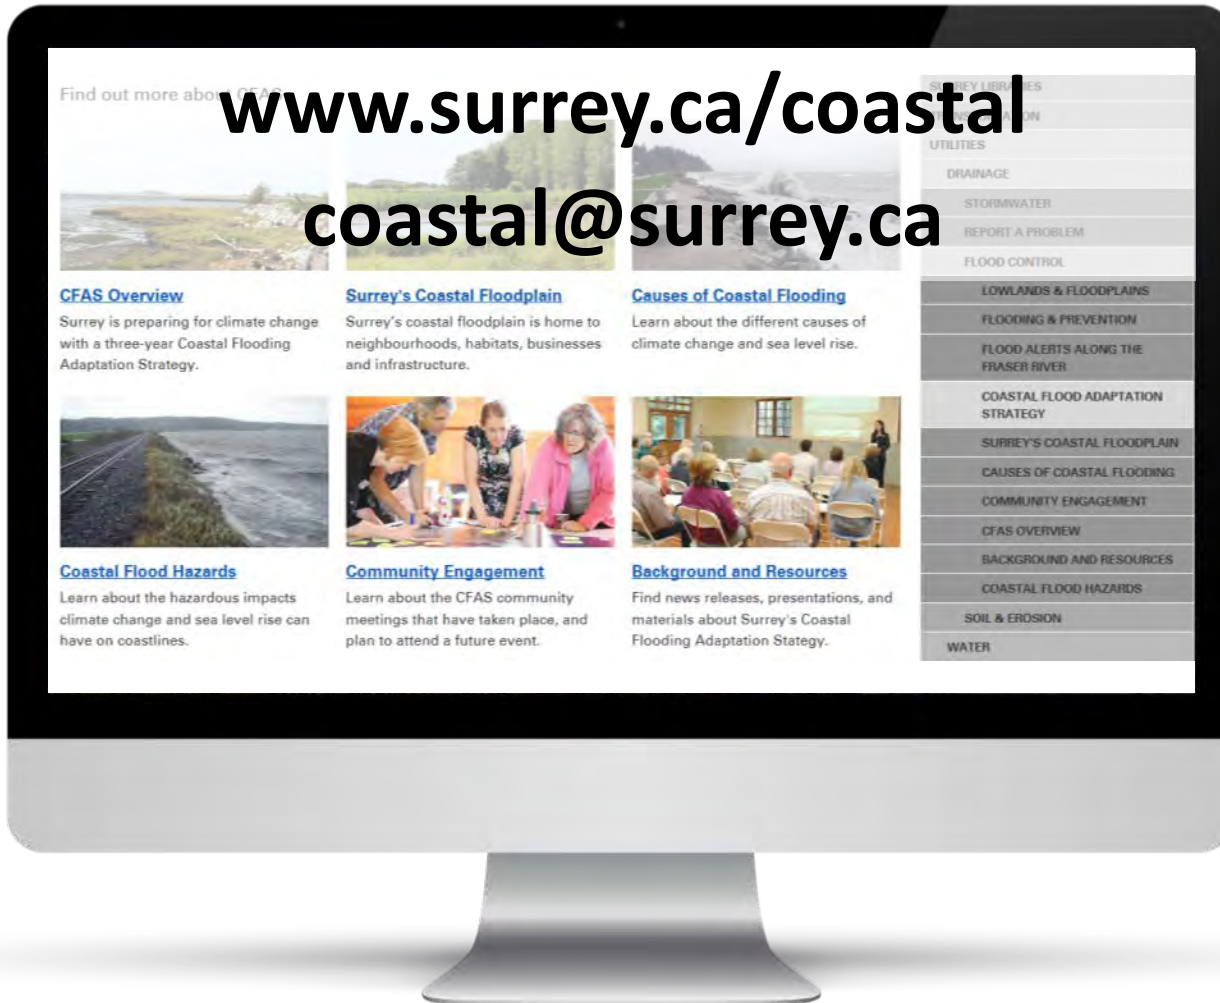 www.surrey.ca/coastal
coastal@surrey.ca
Find out more about CFAS
CFAS Overview
Surrey is preparing for climate change
with a three-year Coastal Flooding
Adaptation Strategy.
Surrey's Coastal Floodplain
Surrey's coastal floodplain is home to
neighbourhoods, habitats, businesses
and infrastructure.
Causes of Coastal Flooding
Learn about the different causes of
climate change and sea level rise.
Coastal Flood Hazards
Learn about the hazardous impacts
climate change and sea level rise can
have on coastlines.
Community Engagement
Learn about the CFAS community
meetings that have taken place, and
plan to attend a future event.
Background and Resources
Find news releases, presentations, and
materials about Surrey's Coastal
Flooding Adaptation Stategy.
SURREY LIBRARIES
TRANSPORTATION
UTILITIES
DRAINAGE
STORMWATER
REPORT A PROBLEM
FLOOD CONTROL
LOWLANDS & FLOODPLAINS
FLOODING & PREVENTION
FLOOD ALERTS ALONG THE
FRASER RIVER
COASTAL FLOOD ADAPTATION
STRATEGY
SURREY'S COASTAL FLOODPLAIN
CAUSES OF COASTAL FLOODING
COMMUNITY ENGAGEMENT
CFAS OVERVIEW
BACKGROUND AND RESOURCES
COASTAL FLOOD HAZARDS
SOIL & EROSION
WATER